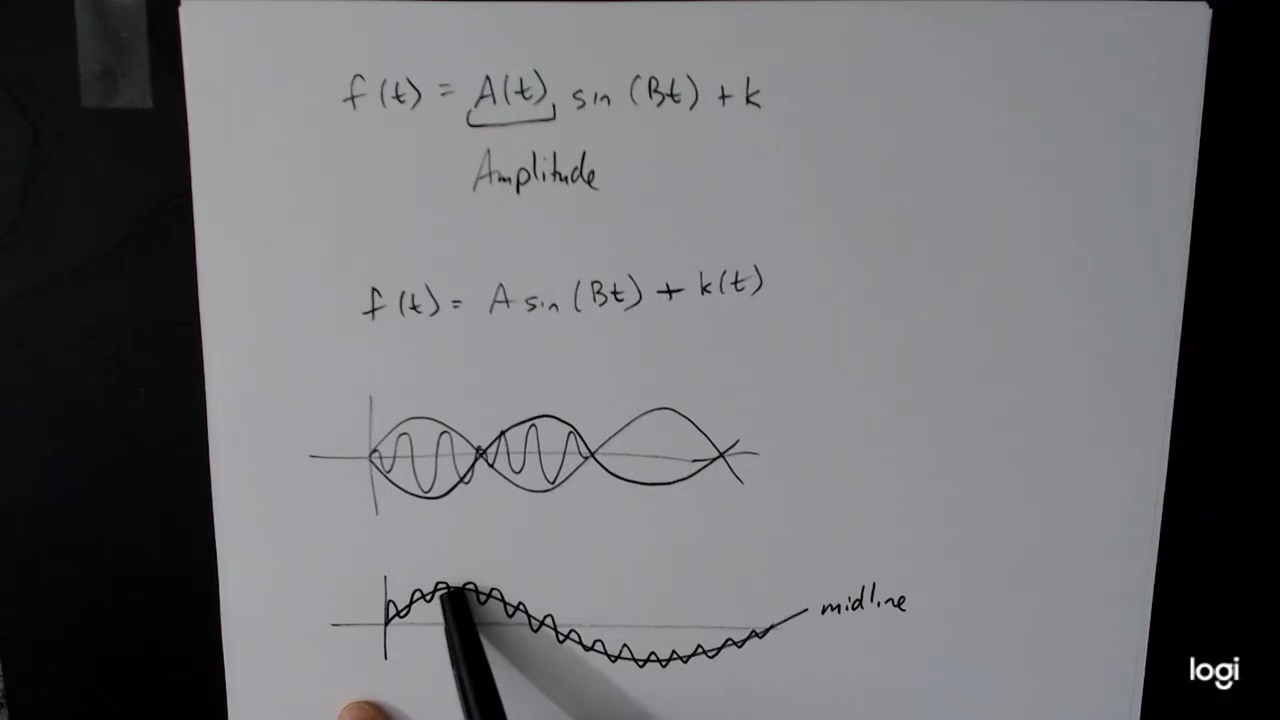 f(t) = A(t) sin(Bt) + k
Amplitude
f(t) = A sin(Bt) + k(t)
midline
logi